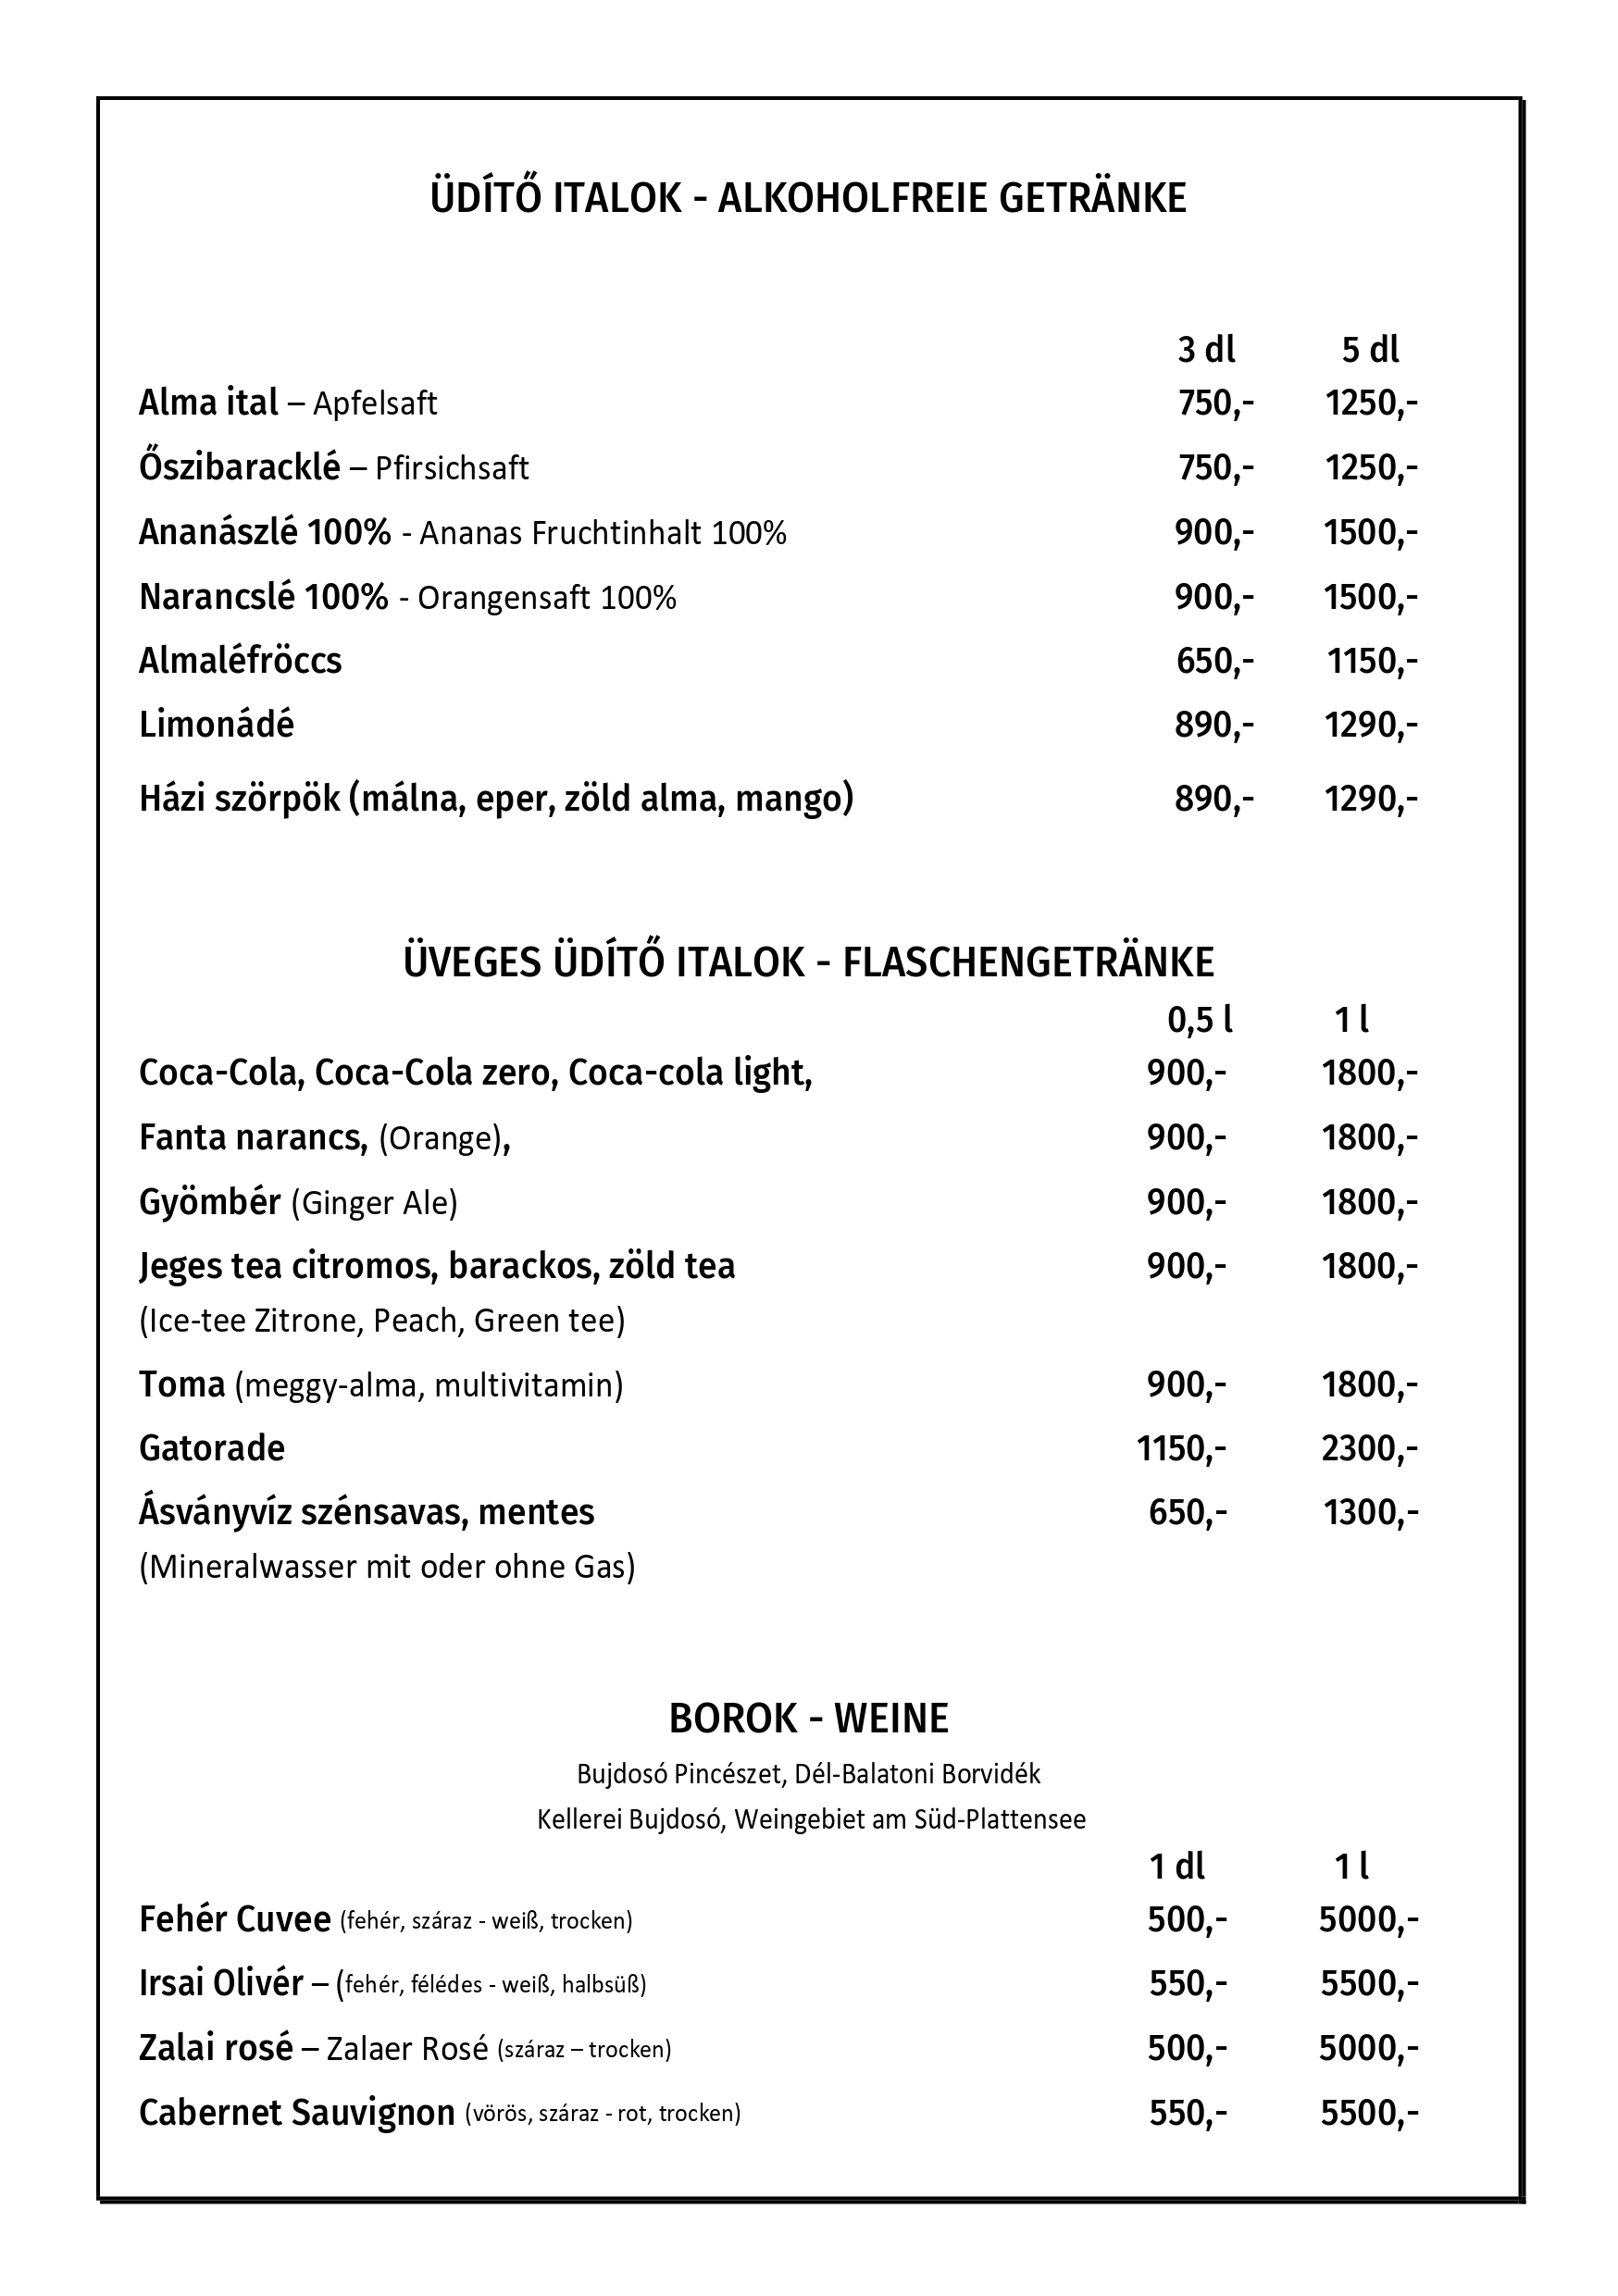 ÜDÍTŐ ITALOK - ALKOHOLFREIE GETRÄNKE
3 dl 5 dl
Alma ital – Apfelsaft 750,- 1250,-
Őszibaracklé – Pfirsichsaft 750,- 1250,-
Ananászlé 100% - Ananas Fruchtinhalt 100% 900,- 1500,-
Narancslé 100% - Orangensaft 100% 900,- 1500,-
Almaléfröccs 650,- 1150,-
Limonádé 890,- 1290,-
Házi szörpök (málna, eper, zöld alma, mango) 890,- 1290,-
ÜVEGES ÜDÍTŐ ITALOK - FLASCHENGETRÄNKE
0,5 l 1 l
Coca-Cola, Coca-Cola zero, Coca-cola light, 900,- 1800,-
Fanta narancs, (Orange), 900,- 1800,-
Gyömbér (Ginger Ale) 900,- 1800,-
Jeges tea citromos, barackos, zöld tea 900,- 1800,-
(Ice-tee Zitrone, Peach, Green tee)
Toma (meggy-alma, multivitamin) 900,- 1800,-
Gatorade 1150,- 2300,-
Ásványvíz szénsavas, mentes 650,- 1300,-
(Mineralwasser mit oder ohne Gas)
BOROK - WEINE
Bujdosó Pincészet, Dél-Balatoni Borvidék
Kellerei Bujdosó, Weingebiet am Süd-Plattensee
1 dl 1 l
Fehér Cuvee (fehér, száraz - weiß, trocken) 500,- 5000,-
Irsai Olivér – (fehér, félédes - weiß, halbsüß) 550,- 5500,-
Zalai rosé – Zalaer Rosé (száraz – trocken) 500,- 5000,-
Cabernet Sauvignon (vörös, száraz - rot, trocken) 550,- 5500,-